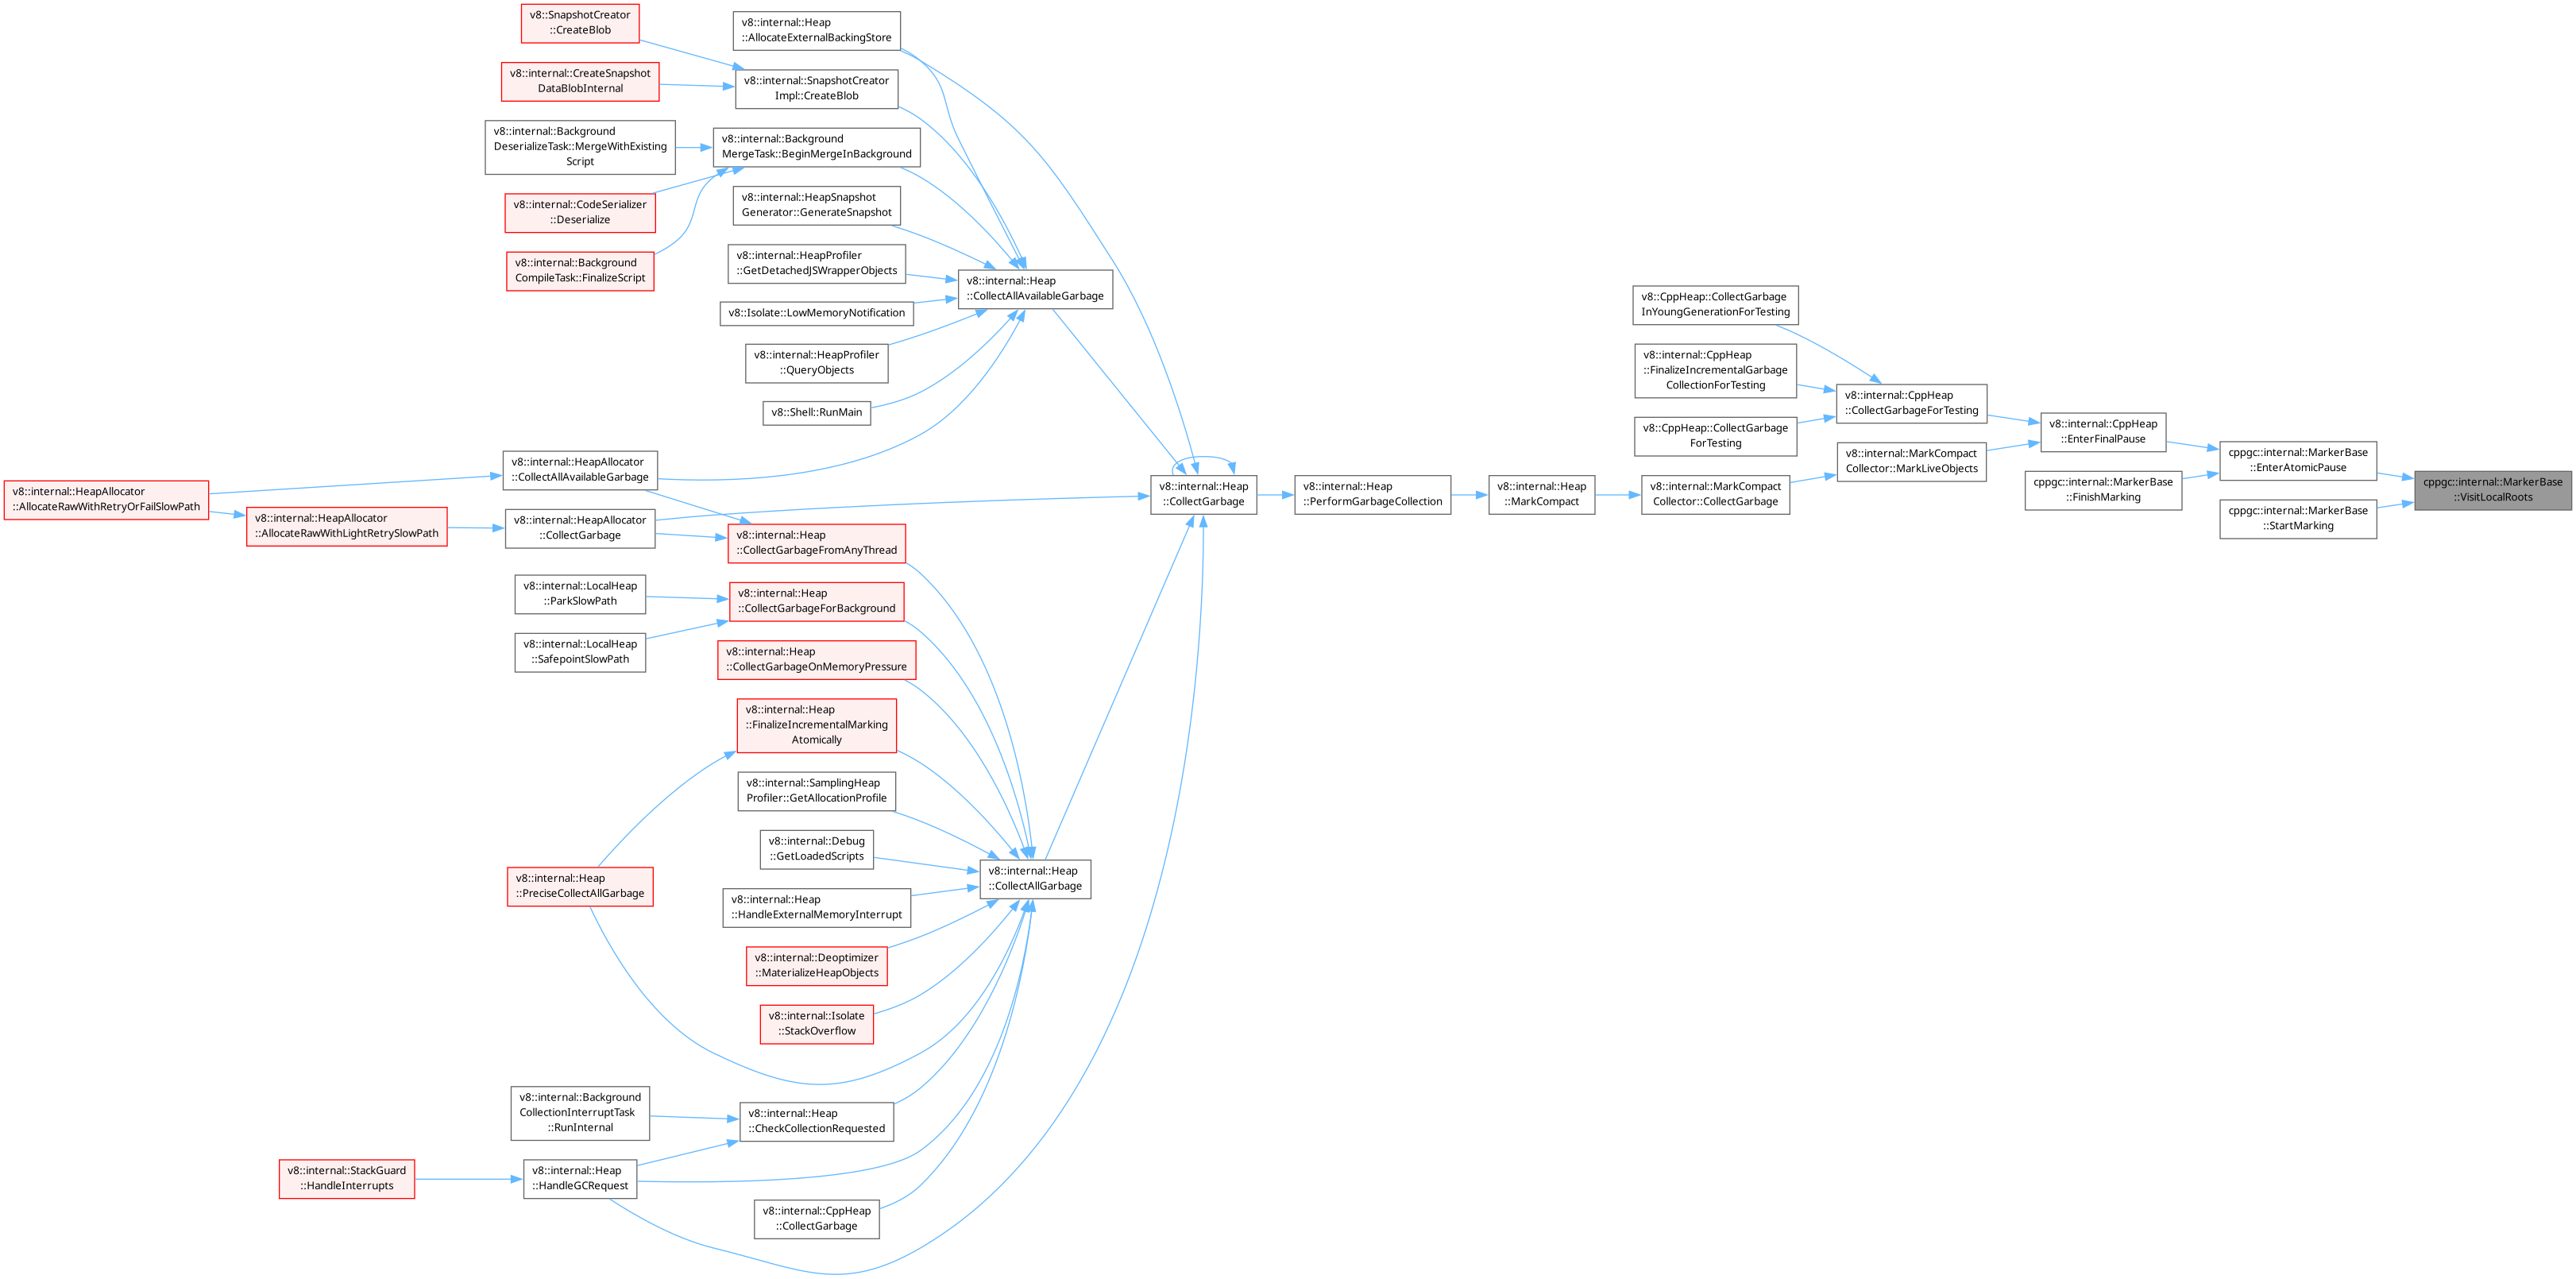 v8::SnapshotCreator
::CreateBlob
v8::internal::CreateSnapshot
DataBlobInternal
v8::internal::Background
DeserializeTask::MergeWithExisting
Script
v8::internal::CodeSerializer
::Deserialize
v8::internal::Background
CompileTask::FinalizeScript
v8::internal::Heap
::AllocateExternalBackingStore
v8::internal::SnapshotCreator
Impl::CreateBlob
v8::internal::Background
MergeTask::BeginMergeInBackground
v8::internal::HeapSnapshot
Generator::GenerateSnapshot
v8::internal::HeapProfiler
::GetDetachedJSWrapperObjects
v8::Isolate::LowMemoryNotification
v8::internal::HeapProfiler
::QueryObjects
v8::Shell::RunMain
v8::internal::Heap
::CollectAllAvailableGarbage
v8::internal::HeapAllocator
::AllocateRawWithRetryOrFailSlowPath
v8::internal::HeapAllocator
::AllocateRawWithLightRetrySlowPath
v8::internal::HeapAllocator
::CollectAllAvailableGarbage
v8::internal::HeapAllocator
::CollectGarbage
v8::internal::Heap
::CollectGarbageFromAnyThread
v8::internal::LocalHeap
::ParkSlowPath
v8::internal::LocalHeap
::SafepointSlowPath
v8::internal::Heap
::CollectGarbageForBackground
v8::internal::Heap
::CollectGarbageOnMemoryPressure
v8::internal::Heap
::FinalizeIncrementalMarking
Atomically
v8::internal::SamplingHeap
Profiler::GetAllocationProfile
v8::internal::Debug
::GetLoadedScripts
v8::internal::Heap
::PreciseCollectAllGarbage
v8::internal::Heap
::HandleExternalMemoryInterrupt
v8::internal::Deoptimizer
::MaterializeHeapObjects
v8::internal::Isolate
::StackOverflow
v8::internal::Heap
::CollectAllGarbage
v8::internal::Background
CollectionInterruptTask
::RunInternal
v8::internal::Heap
::CheckCollectionRequested
v8::internal::StackGuard
::HandleInterrupts
v8::internal::Heap
::HandleGCRequest
v8::internal::CppHeap
::CollectGarbage
v8::internal::Heap
::CollectGarbage
v8::internal::Heap
::PerformGarbageCollection
v8::internal::Heap
::MarkCompact
v8::internal::MarkCompact
Collector::CollectGarbage
v8::CppHeap::CollectGarbage
InYoungGenerationForTesting
v8::internal::CppHeap
::FinalizeIncrementalGarbage
CollectionForTesting
v8::CppHeap::CollectGarbage
ForTesting
v8::internal::CppHeap
::CollectGarbageForTesting
v8::internal::MarkCompact
Collector::MarkLiveObjects
v8::internal::CppHeap
::EnterFinalPause
cppgc::internal::MarkerBase
::FinishMarking
cppgc::internal::MarkerBase
::EnterAtomicPause
cppgc::internal::MarkerBase
::StartMarking
cppgc::internal::MarkerBase
::VisitLocalRoots